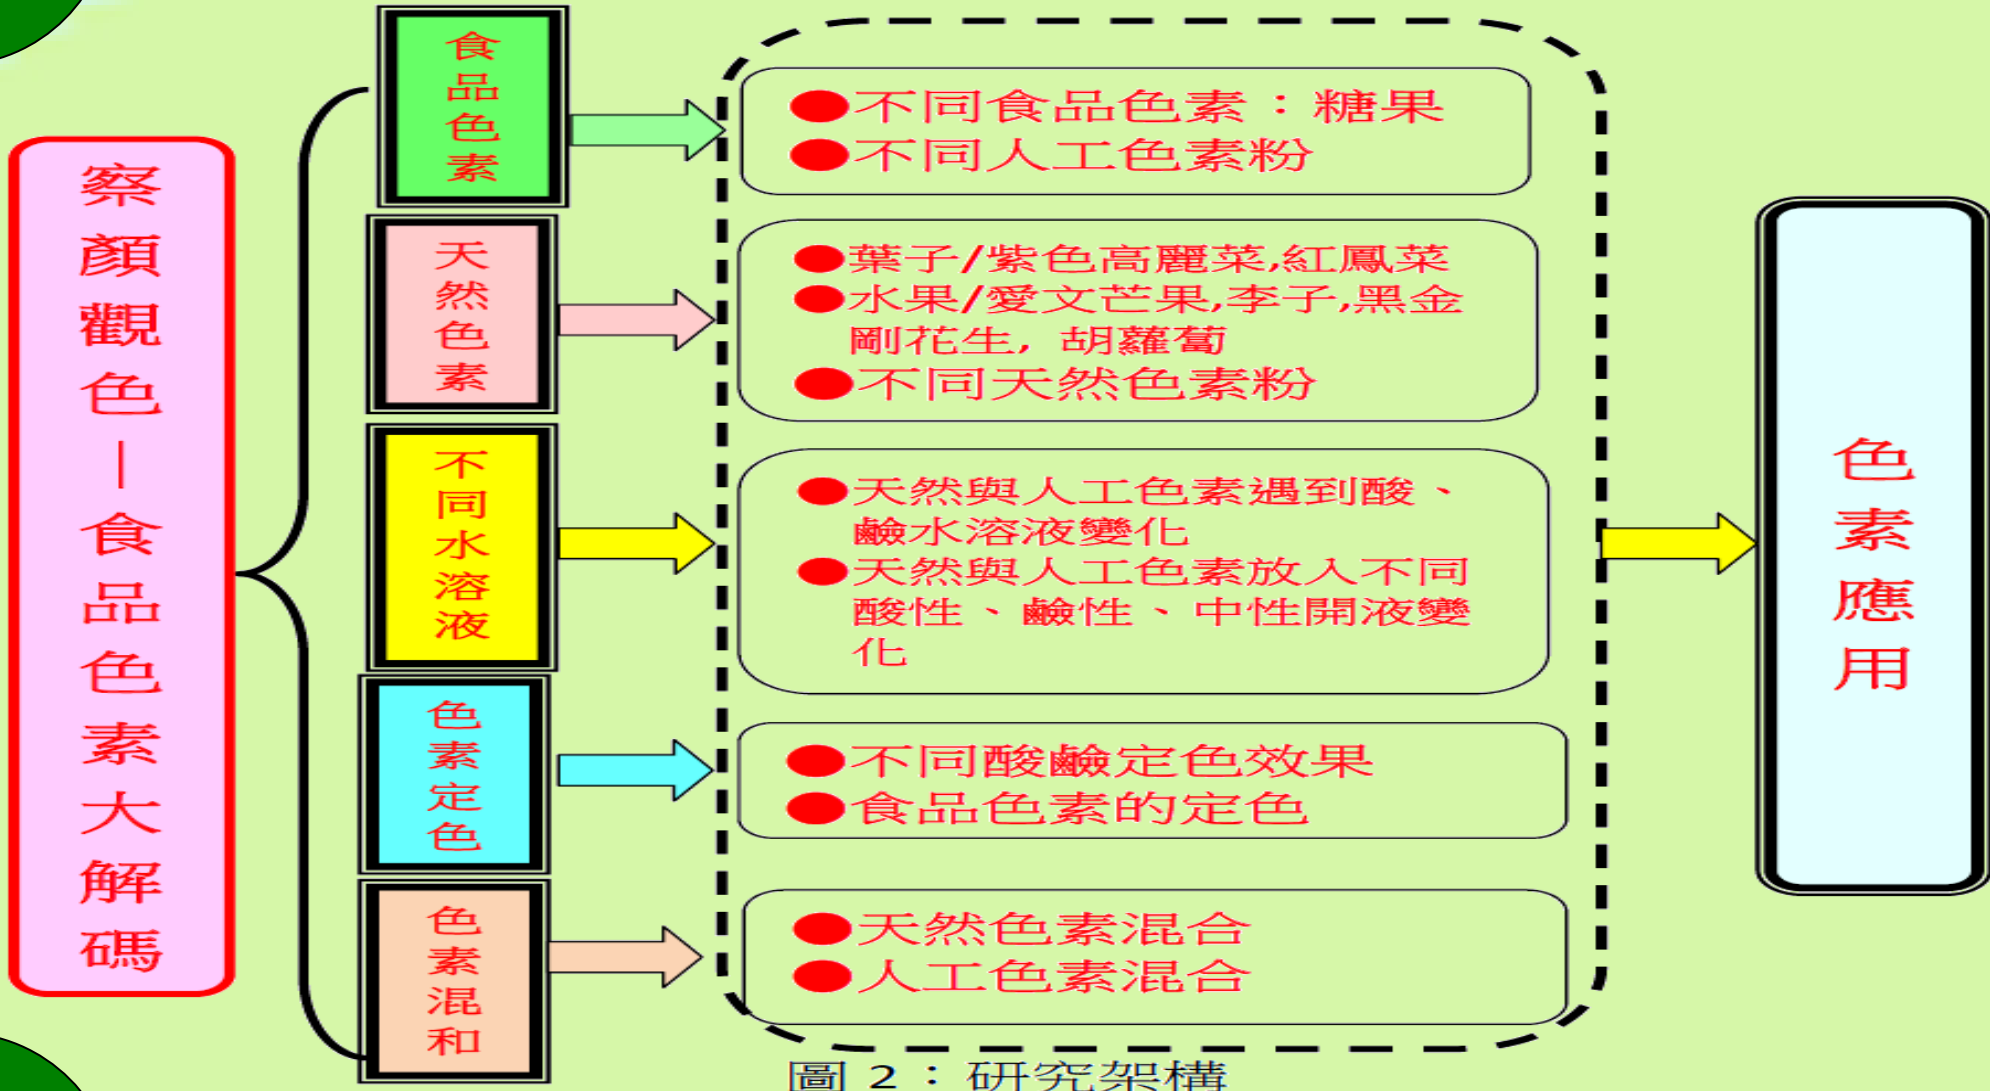 察顏觀色｜食品色素大解碼
食品色素
●不同食品色素：糖果
●不同人工色素粉
天然色素
●葉子/紫色高麗菜,紅鳳菜
●水果/愛文芒果,李子,黑金
剛花生, 胡蘿蔔
●不同天然色素粉
不同水溶液
●天然與人工色素遇到酸、
鹼水溶液變化
●天然與人工色素放入不同
酸性、鹼性、中性開液變
化
色素定色
●不同酸鹼定色效果
●食品色素的定色
色素混和
●天然色素混合
●人工色素混合
色素應用
圖 2：研究架構